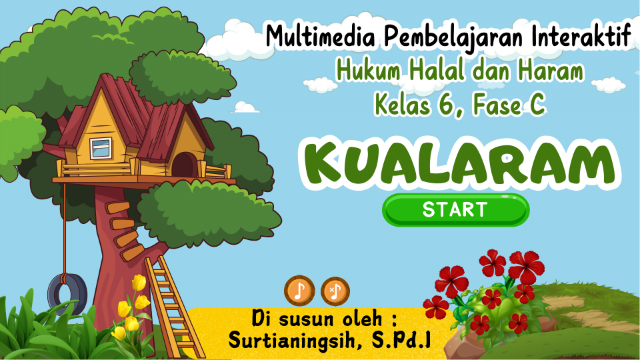 Multimedia Pembelajaran Interaktif
Hukum Halal dan Haram
Kelas 6, Fase C
KUALARAM
START
Di susun oleh :
Surtianingsih, S.Pd.I